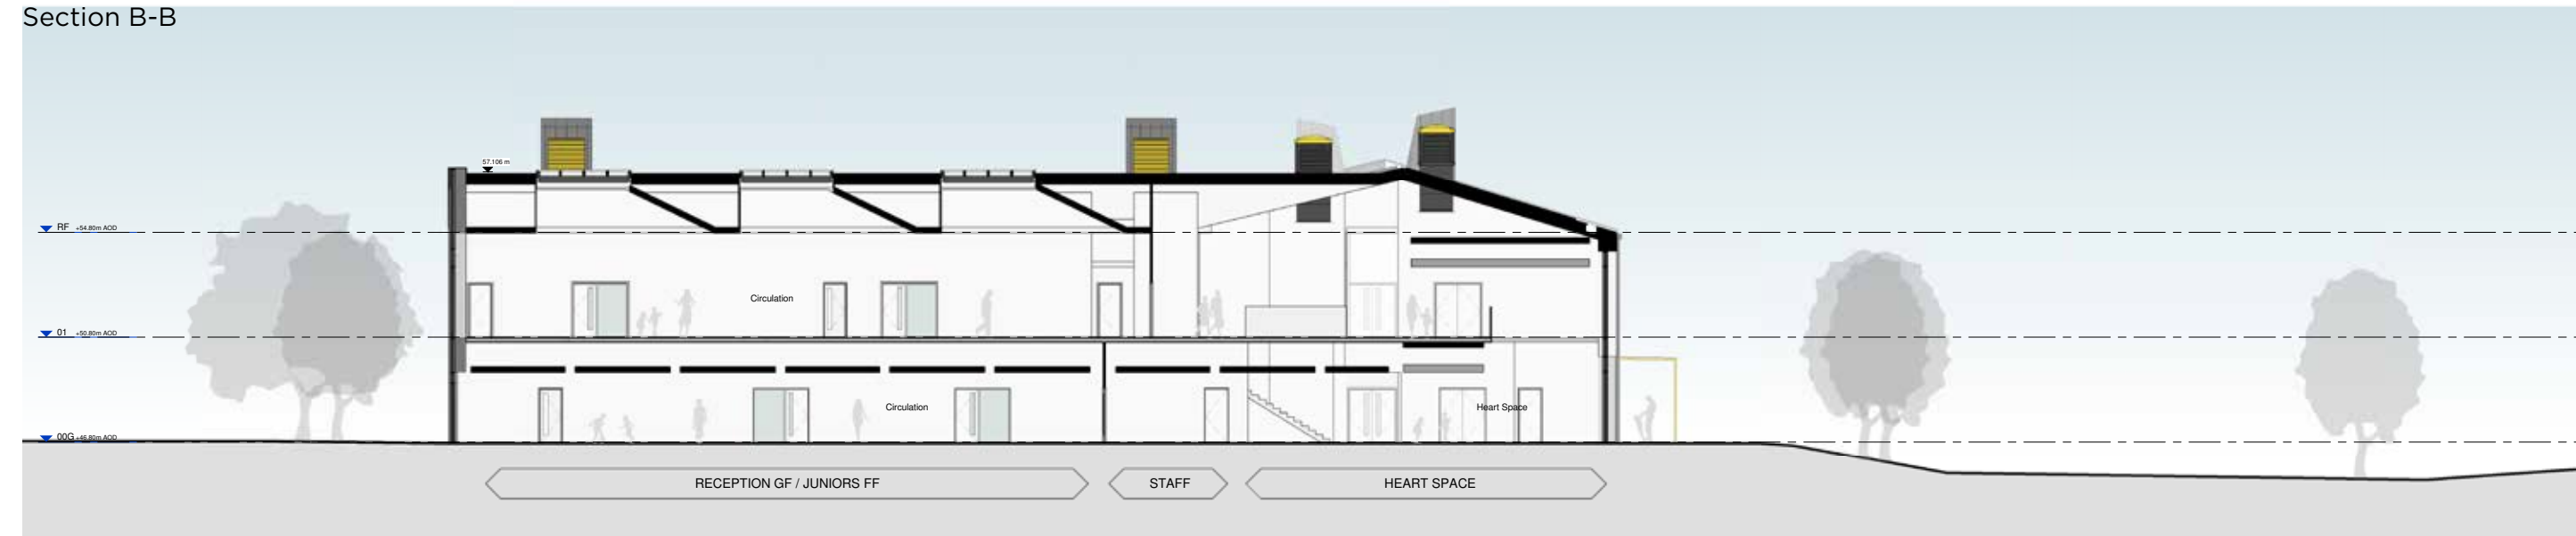 Section B-B
57.106 m
RF +54.80m AOD
Circulation
01 +50.80m AOD
Circulation
Heart Space
00G +46.80m AOD
RECEPTION GF / JUNIORS FF
STAFF
HEART SPACE